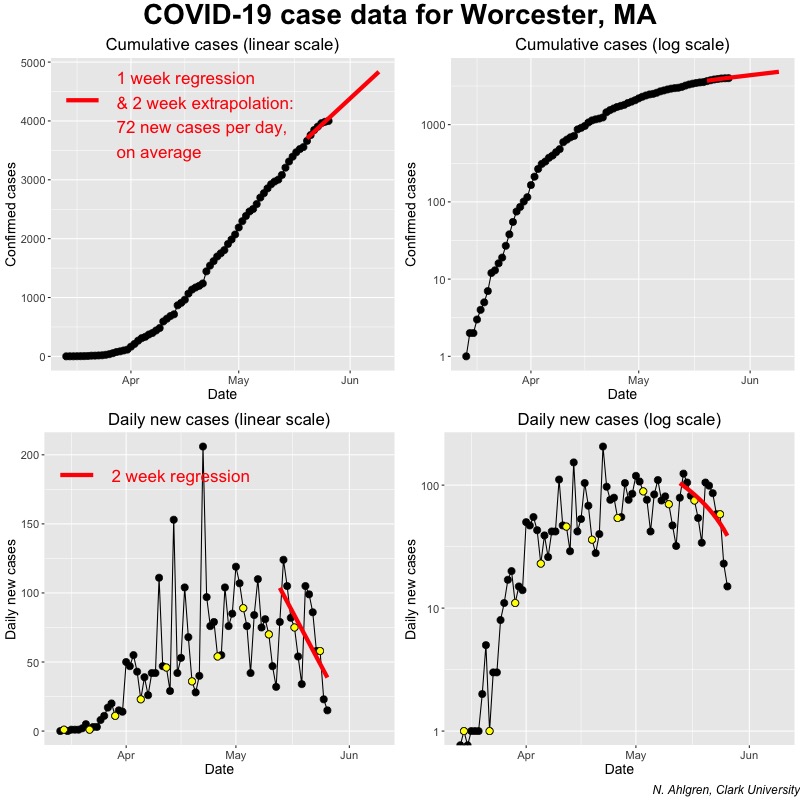 COVID-19 case data for Worcester, MA
Cumulative cases (linear scale)
Confirmed cases
5000
4000
3000
2000
1000
0
1 week regression
& 2 week extrapolation:
72 new cases per day,
on average
Apr May Jun
Date
Cumulative cases (log scale)
Confirmed cases
1000
100
10
1
Apr May Jun
Date
Daily new cases (linear scale)
Daily new cases
200
150
100
50
0
2 week regression
Apr May Jun
Date
Daily new cases (log scale)
Daily new cases
100
10
1
Apr May Jun
Date
N. Ahlgren, Clark University